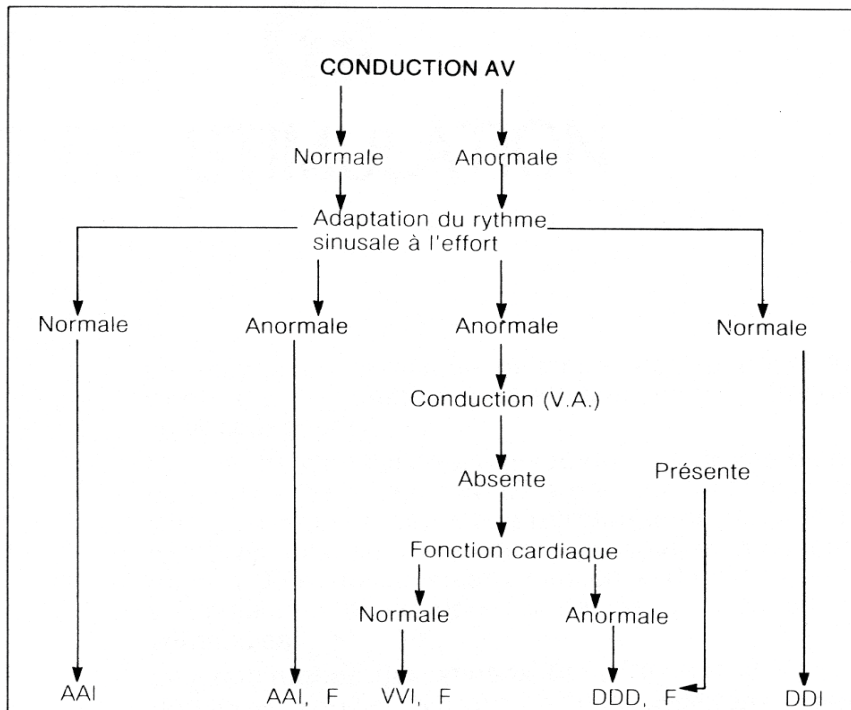 CONDUCTION AV
Normale Anormale
Adaptation du rythme
sinusale à l'effort
Normale Anormale Anormale Normale
Conduction (V.A.)
Absente Présente
Fonction cardiaque
Normale Anormale
AAI AAI, F VVI, F DDD, F DDI